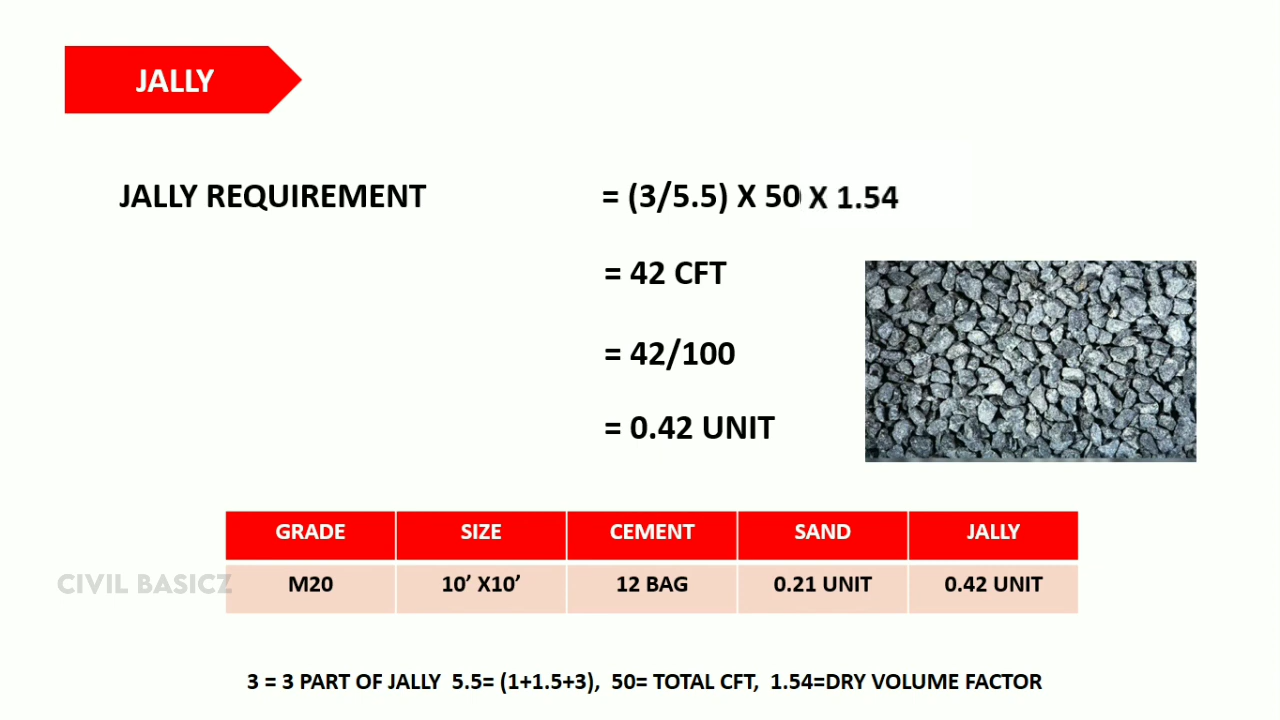 JALLY
JALLY REQUIREMENT = (3/5.5) X 50 X 1.54
= 42 CFT
= 42/100
= 0.42 UNIT
GRADE SIZE CEMENT SAND JALLY
CIVIL BASICZ M20 10’ X10’ 12 BAG 0.21 UNIT 0.42 UNIT
3 = 3 PART OF JALLY 5.5= (1+1.5+3), 50= TOTAL CFT, 1.54=DRY VOLUME FACTOR